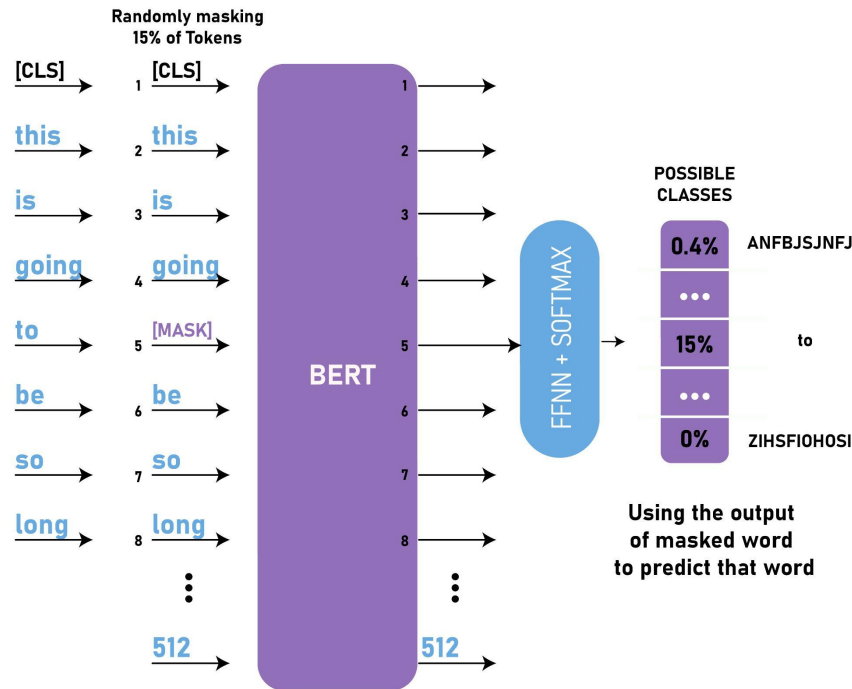 Randomly masking
15% of Tokens
[CLS] 1 [CLS] 1
this 2 this 2
is 3 is 3
going 4 going 4
to 5 [MASK] 5
be 6 be 6
so 7 so 7
long 8 long 8
512 512
BERT
FFNN + SOFTMAX
POSSIBLE
CLASSES
0.4% ANFBJSJNFJ
...
15% to
...
0% ZIHSFIOHOSI
Using the output
of masked word
to predict that word